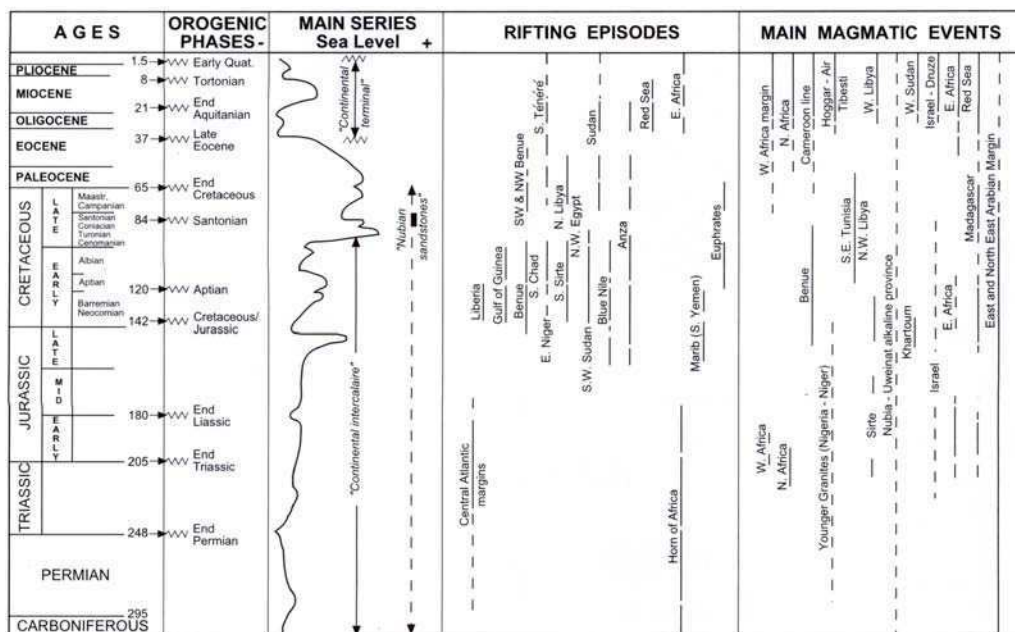 AGES
OROGENIC
PHASES -
MAIN SERIES
Sea Level +
RIFTING EPISODES
MAIN MAGMATIC EVENTS
PLIOCENE
MIOCENE
OLIGOCENE
EOCENE
PALEOCENE
CRETACEOUS
LATE
EARLY
Maastr.
Campanian
Santonian
Coniacian
Turonian
Cenomanian
Albian
Aptian
Barremian
Neocomian
JURASSIC
LATE
MID
EARLY
TRIASSIC
PERMIAN
CARBONIFEROUS
1.5
8
21
37
65
84
120
142
180
205
248
295
Early Quat.
Tortonian
End
Aquitanian
Late
Eocene
End
Cretaceous
Santonian
Aptian
Cretaceous/
Jurassic
End
Liassic
End
Triassic
End
Permian
"Continental
terminal"
"Nubian
sandstones"
"Continental intercalaire"
Central Atlantic
margins
Liberia
Gulf of Guinea
Benue
SW & NW Benue
S. Chad
S. Ténéré
E. Niger
N. Libya
S. Sirte
N.W. Egypt
S.W. Sudan
Sudan
Blue Nile
Anza
Red Sea
E. Africa
Horn of Africa
Marib (S. Yemen)
Euphrates
W. Africa margin
W. Africa
N. Africa
N. Africa
Cameroon line
Benue
Hoggar - Air
Tibesti
Younger Granites (Nigeria - Niger)
S.E. Tunisia
N.W. Libya
W. Libya
Sirte
Nubia - Uweinat alkaline province
W. Sudan
Khartoum
Israel - Druze
Israel
E. Africa
E. Africa
Red Sea
Madagascar
East and North East Arabian Margin